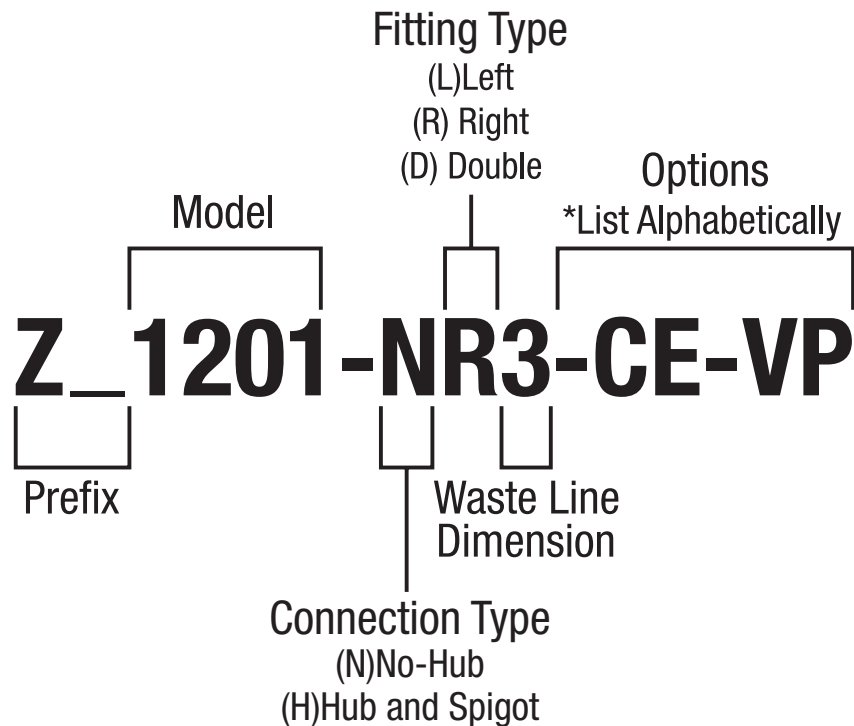 Fitting Type
(L)Left
(R) Right
(D) Double
Options
*List Alphabetically
Model
Z_1201-NR3-CE-VP
Prefix
Waste Line
Dimension
Connection Type
(N)No-Hub
(H)Hub and Spigot